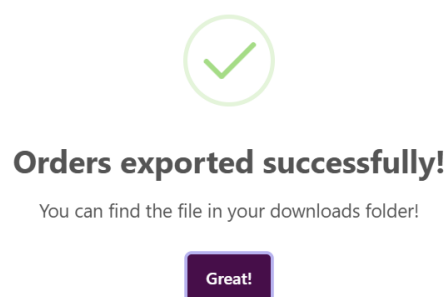 Orders exported successfully!
You can find the file in your downloads folder!
Great!